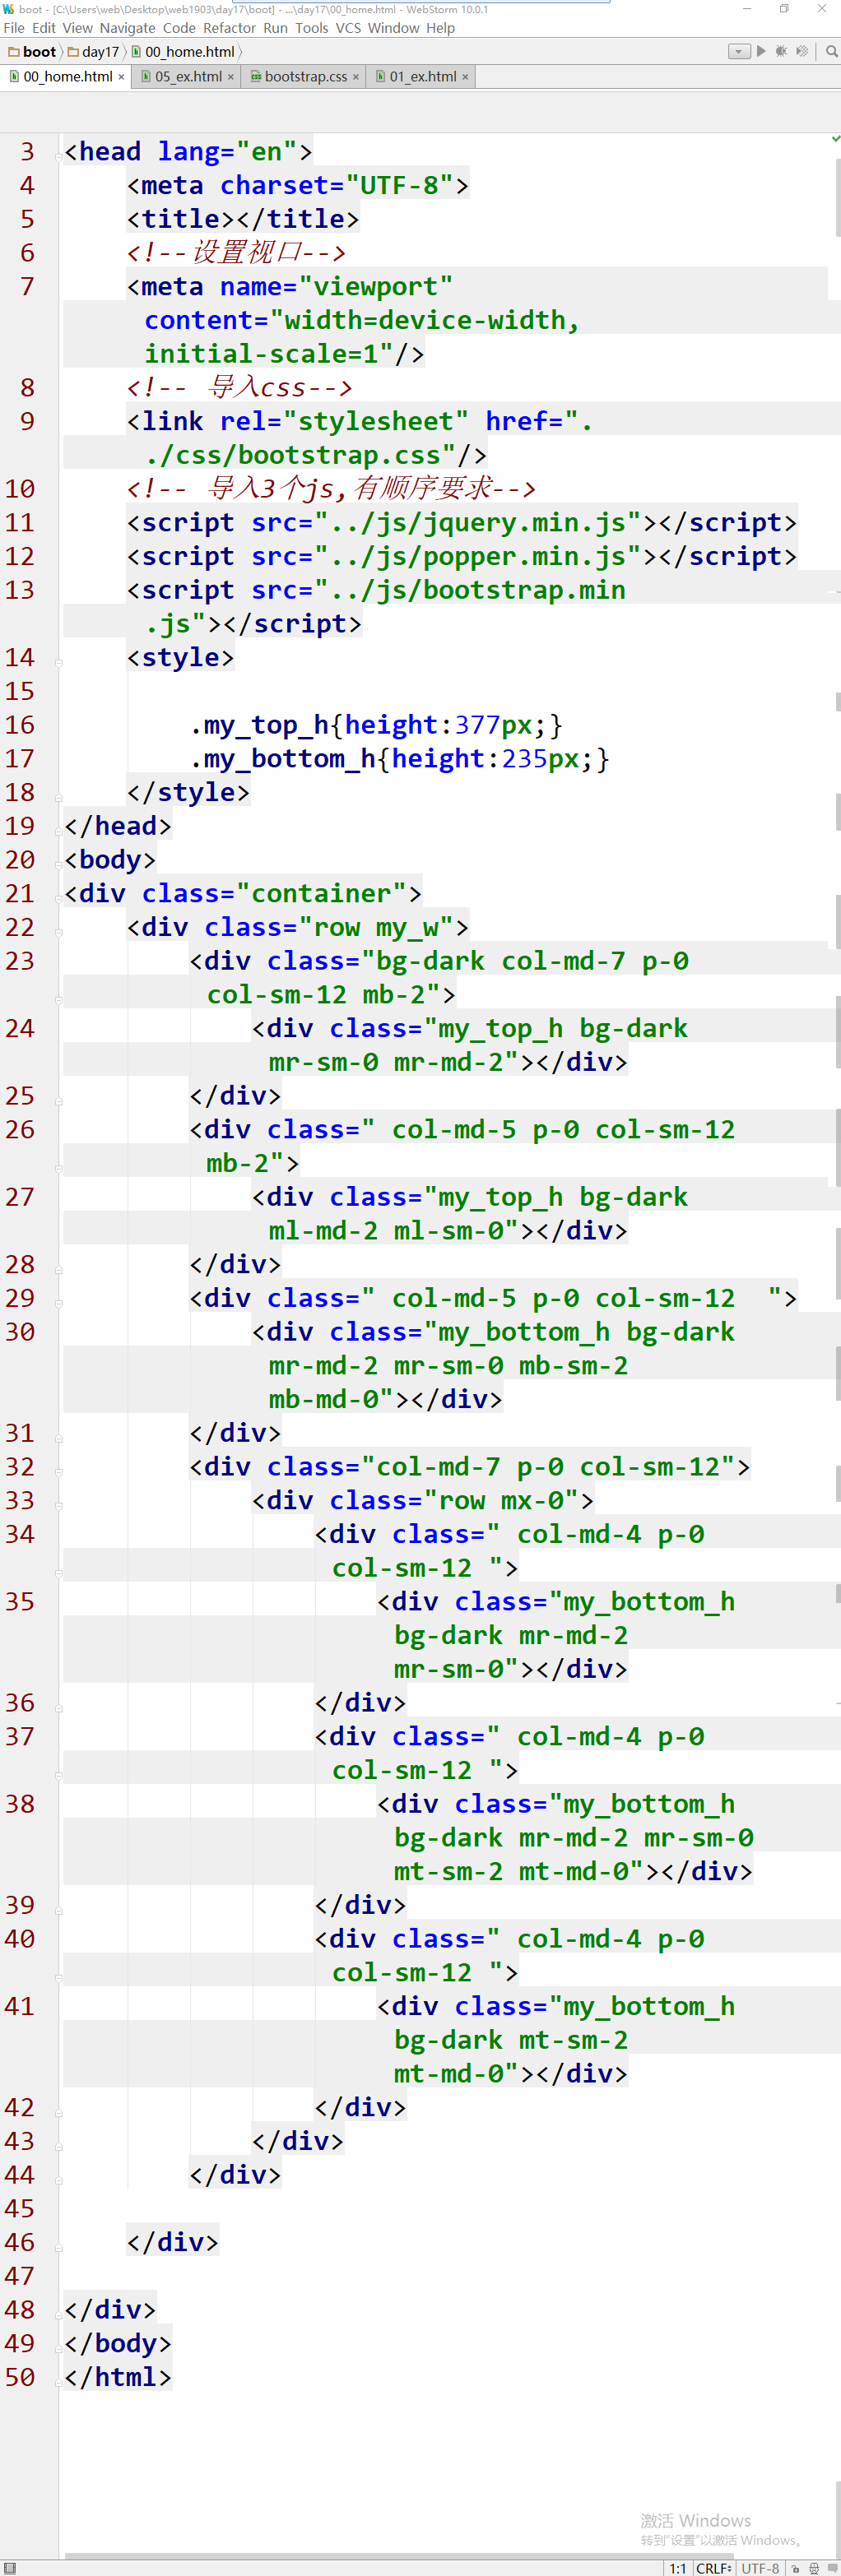 boot - [C:\Users\web\Desktop\web1903\day17\boot] - ...\day17\00_home.html - WebStorm 10.0.1
File Edit View Navigate Code Refactor Run Tools VCS Window Help
boot day17 00_home.html
00_home.html × 05_ex.html × bootstrap.css × 01_ex.html ×
3 <head lang="en">
4 <meta charset="UTF-8">
5 <title></title>
6 <!--设置视口-->
7 <meta name="viewport"
content="width=device-width,
initial-scale=1"/>
8 <!-- 导入css-->
9 <link rel="stylesheet" href=".
./css/bootstrap.css"/>
10 <!-- 导入3个js,有顺序要求-->
11 <script src="../js/jquery.min.js"></script>
12 <script src="../js/popper.min.js"></script>
13 <script src="../js/bootstrap.min
.js"></script>
14 <style>
15
16 .my_top_h{height:377px;}
17 .my_bottom_h{height:235px;}
18 </style>
19 </head>
20 <body>
21 <div class="container">
22 <div class="row my_w">
23 <div class="bg-dark col-md-7 p-0
col-sm-12 mb-2">
24 <div class="my_top_h bg-dark
mr-sm-0 mr-md-2"></div>
25 </div>
26 <div class=" col-md-5 p-0 col-sm-12
mb-2">
27 <div class="my_top_h bg-dark
ml-md-2 ml-sm-0"></div>
28 </div>
29 <div class=" col-md-5 p-0 col-sm-12  ">
30 <div class="my_bottom_h bg-dark
mr-md-2 mr-sm-0 mb-sm-2
mb-md-0"></div>
31 </div>
32 <div class="col-md-7 p-0 col-sm-12">
33 <div class="row mx-0">
34 <div class=" col-md-4 p-0
col-sm-12 ">
35 <div class="my_bottom_h
bg-dark mr-md-2
mr-sm-0"></div>
36 </div>
37 <div class=" col-md-4 p-0
col-sm-12 ">
38 <div class="my_bottom_h
bg-dark mr-md-2 mr-sm-0
mt-sm-2 mt-md-0"></div>
39 </div>
40 <div class=" col-md-4 p-0
col-sm-12 ">
41 <div class="my_bottom_h
bg-dark mt-sm-2
mt-md-0"></div>
42 </div>
43 </div>
44 </div>
45
46 </div>
47
48 </div>
49 </body>
50 </html>
激活 Windows
转到"设置"以激活 Windows。
1:1 CRLF UTF-8